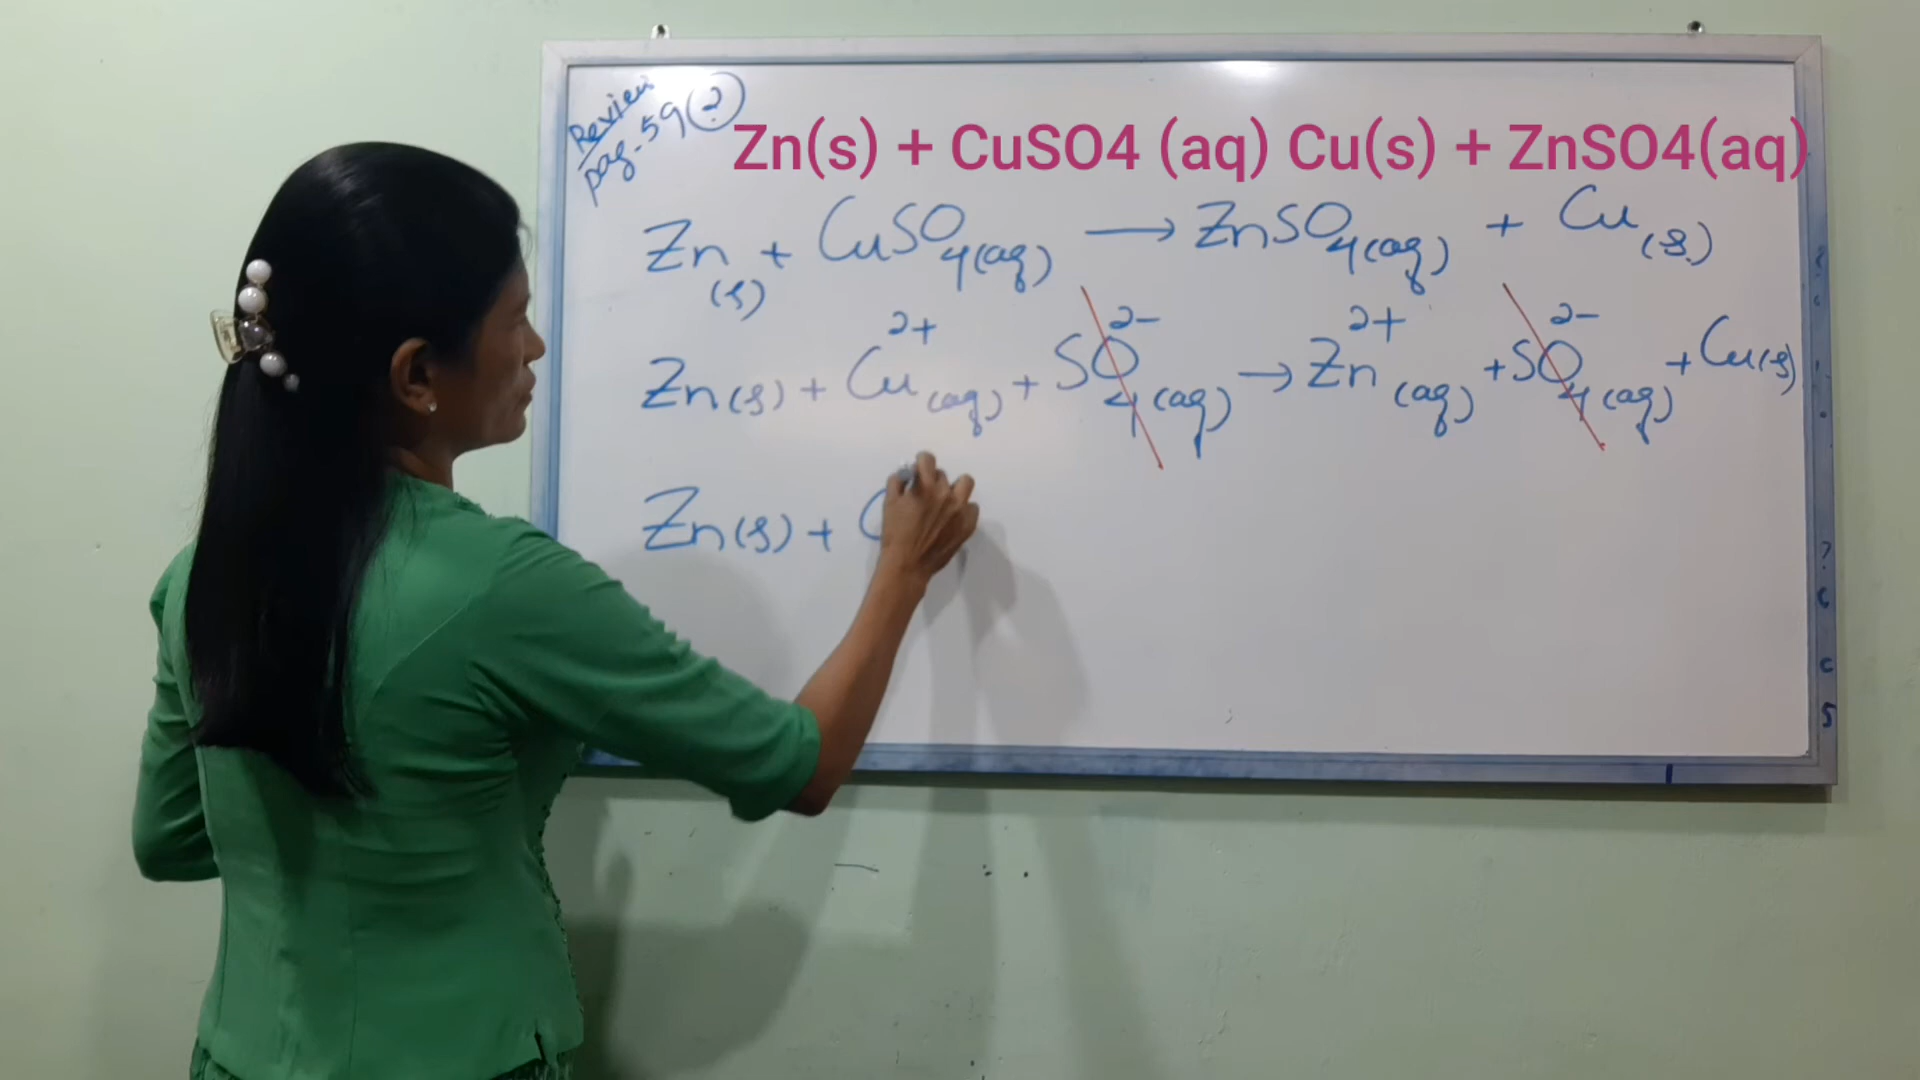 Review
pag-59 (2)
Zn(s) + CuSO4 (aq) Cu(s) + ZnSO4(aq)
Zn(s) + CuSO4(aq) → ZnSO4(aq) + Cu(s)
Zn(s) + Cu2+(aq) + SO42-(aq) → Zn2+(aq) + SO42-(aq) + Cu(s)
Zn(s) + C